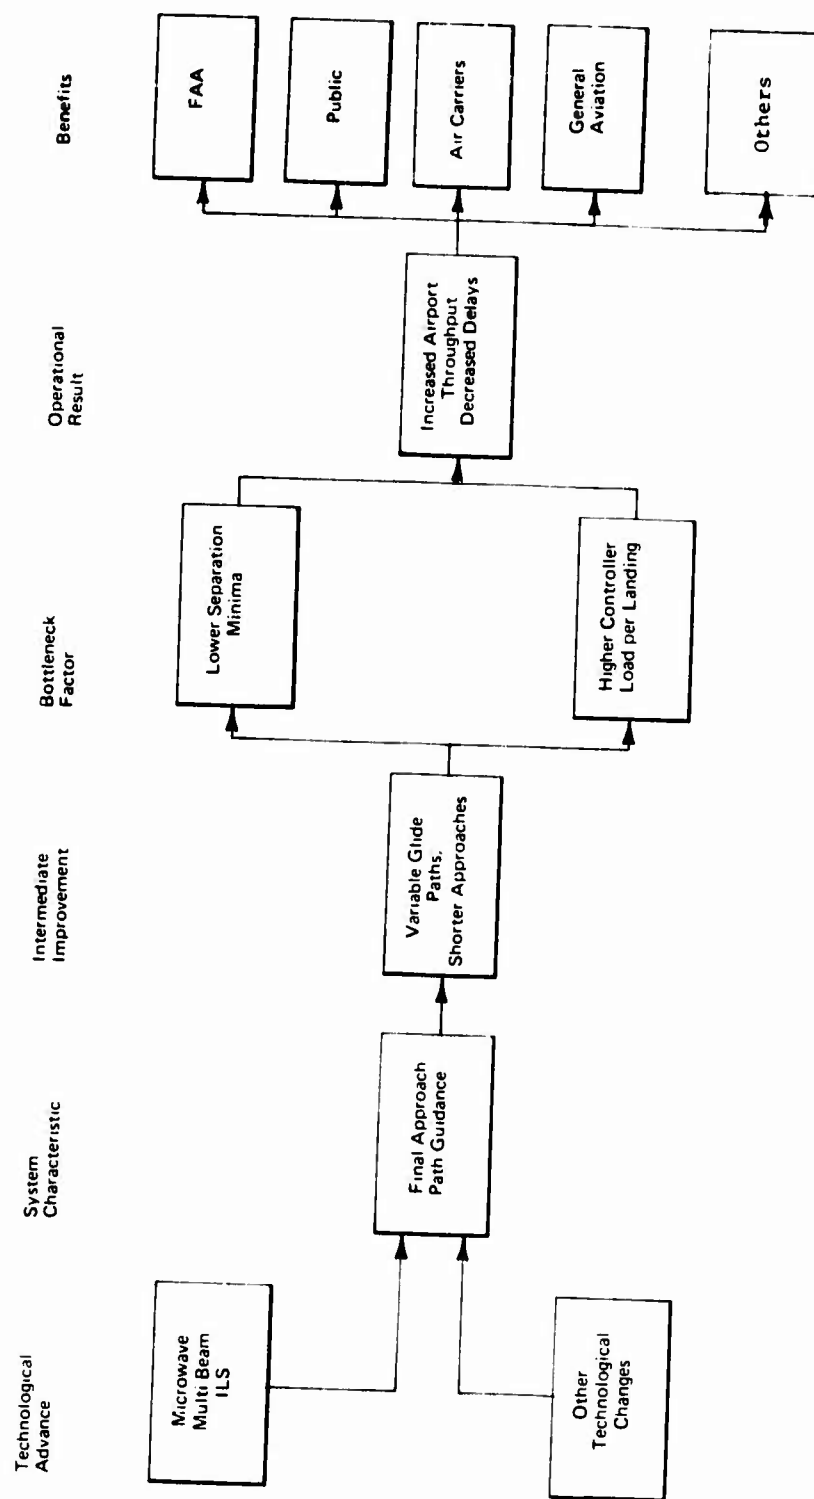 Technological
Advance
System
Characteristic
Intermediate
Improvement
Bottleneck
Factor
Operational
Result
Benefits
Microwave
Multi Beam
ILS
Other
Technological
Changes
Final Approach
Path Guidance
Variable Glide
Paths.
Shorter Approaches
Lower Separation
Minima
Higher Controller
Load per Landing
Increased Airport
Throughput
Decreased Delays
FAA
Public
Air Carriers
General
Aviation
Others